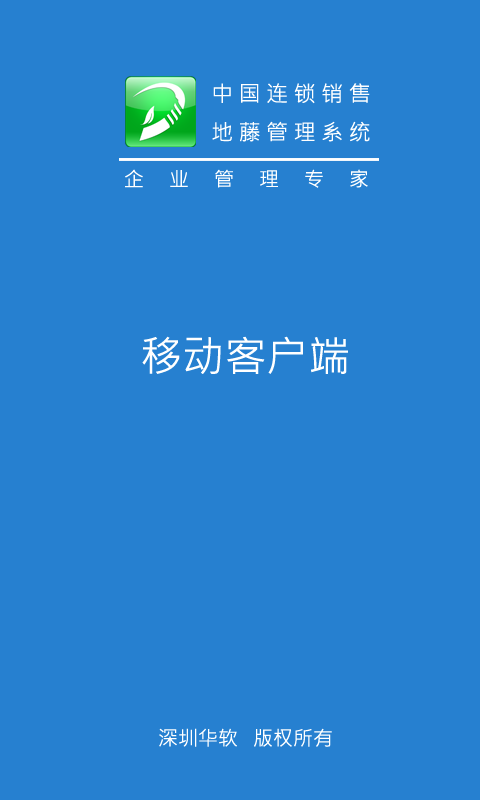 中国连锁销售
地藤管理系统
企业管理专家
移动客户端
深圳华软 版权所有